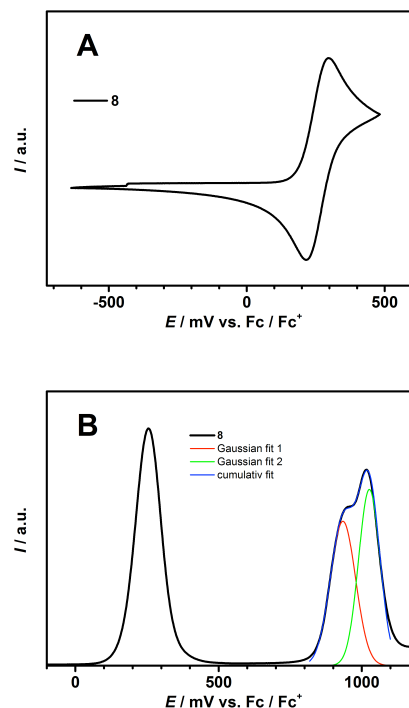 A
8
I / a.u.
-500 0 500
E / mV vs. Fc / Fc⁺
B
8
Gaussian fit 1
Gaussian fit 2
cumulativ fit
I / a.u.
0 500 1000
E / mV vs. Fc / Fc⁺